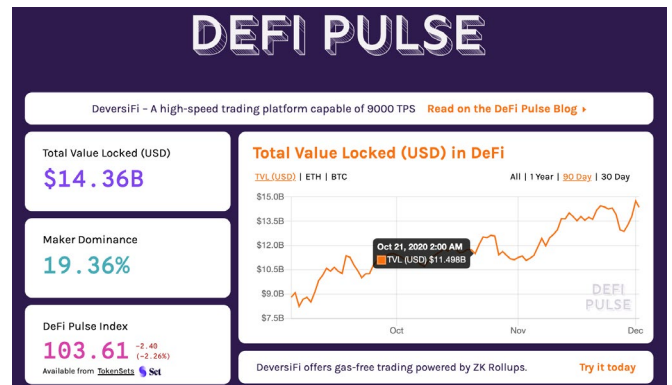 DEFI PULSE
DeversiFi – A high-speed trading platform capable of 9000 TPS Read on the DeFi Pulse Blog ▸
Total Value Locked (USD)
$14.36B
Maker Dominance
19.36%
DeFi Pulse Index
103.61 -2.40
(-2.26%)
Available from TokenSets Set
Total Value Locked (USD) in DeFi
TVL (USD) | ETH | BTC All | 1 Year | 90 Day | 30 Day
$15.0B
$13.5B
$12.0B
$10.5B
$9.0B
$7.5B
Oct 21, 2020 2:00 AM
TVL (USD) $11.498B
DEFI
PULSE
Oct Nov Dec
DeversiFi offers gas-free trading powered by ZK Rollups. Try it today